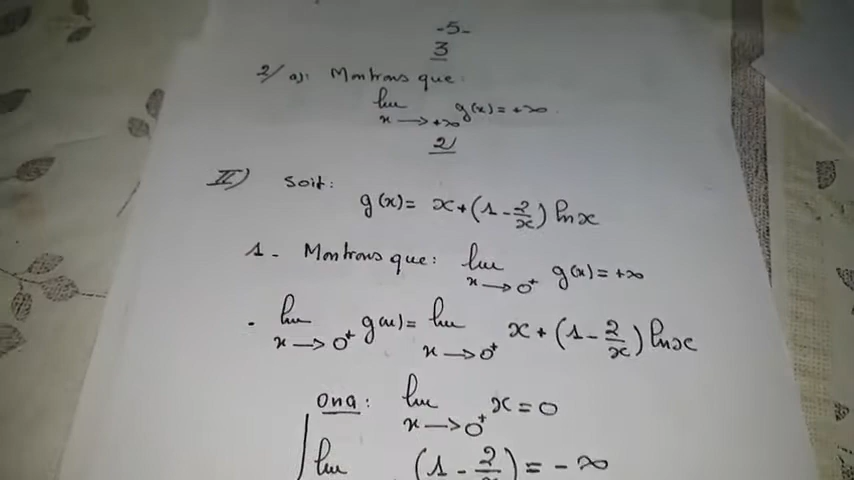 -5-
3
2/ a): Montrons que:
lim x→+∞ g(x) = +∞.
2/
II) Soit:
g(x) = x + (1 - 2/x) ln x
1 - Montrons que: lim x→0⁺ g(x) = +∞
• lim x→0⁺ g(x) = lim x→0⁺ x + (1 - 2/x) ln x
on a: lim x→0⁺ x = 0
lim (1 - 2/x) = -∞